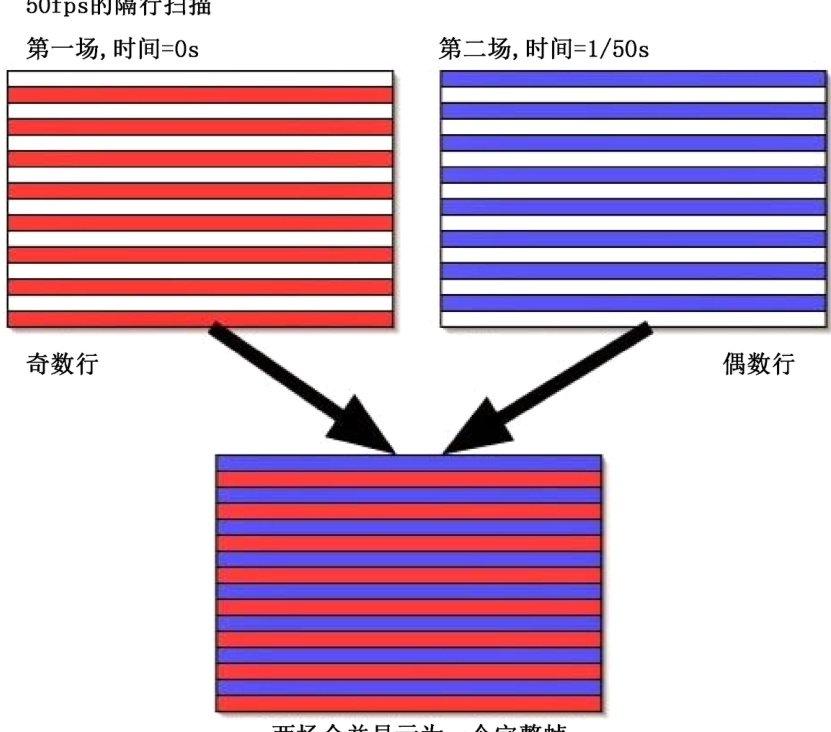 50fps的隔行扫描
第一场,时间=0s
第二场,时间=1/50s
奇数行
偶数行
两场合并显示为一个完整帧